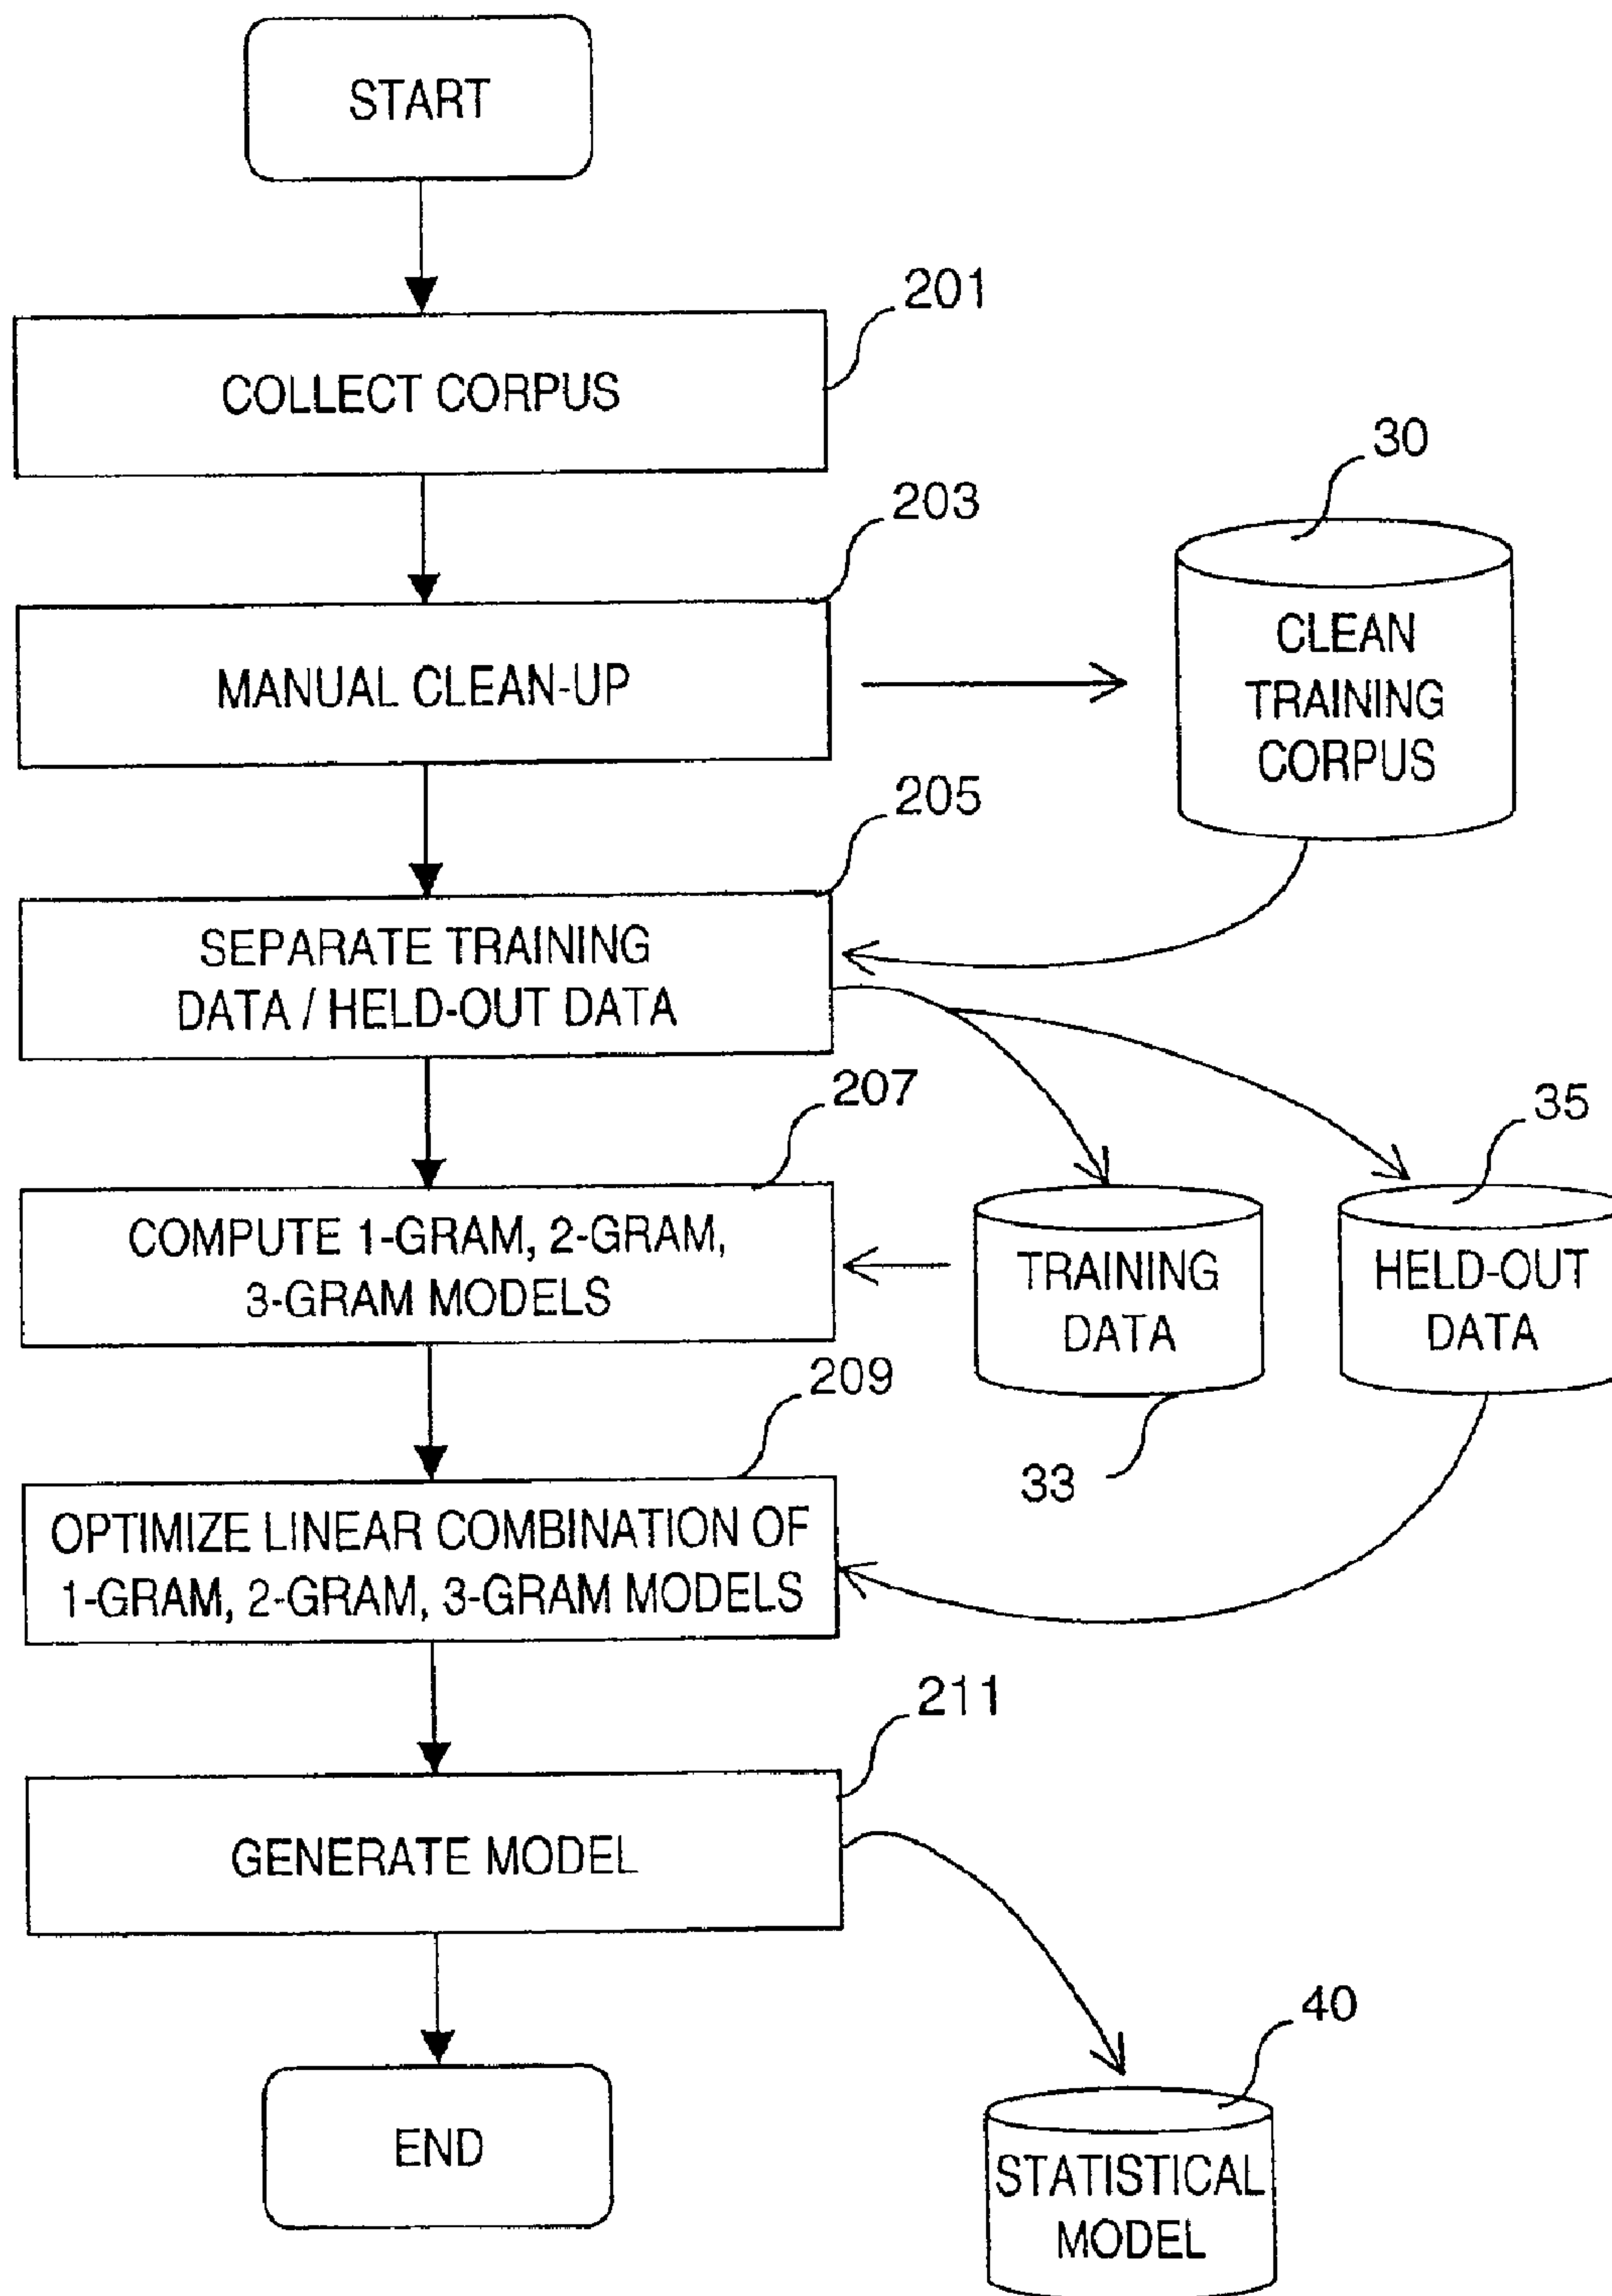 START
201
COLLECT CORPUS
30
203
CLEAN
TRAINING
CORPUS
MANUAL CLEAN-UP
205
SEPARATE TRAINING
DATA / HELD-OUT DATA
207
35
COMPUTE 1-GRAM, 2-GRAM,
3-GRAM MODELS
TRAINING
DATA
HELD-OUT
DATA
209
33
OPTIMIZE LINEAR COMBINATION OF
1-GRAM, 2-GRAM, 3-GRAM MODELS
211
GENERATE MODEL
40
END
STATISTICAL
MODEL